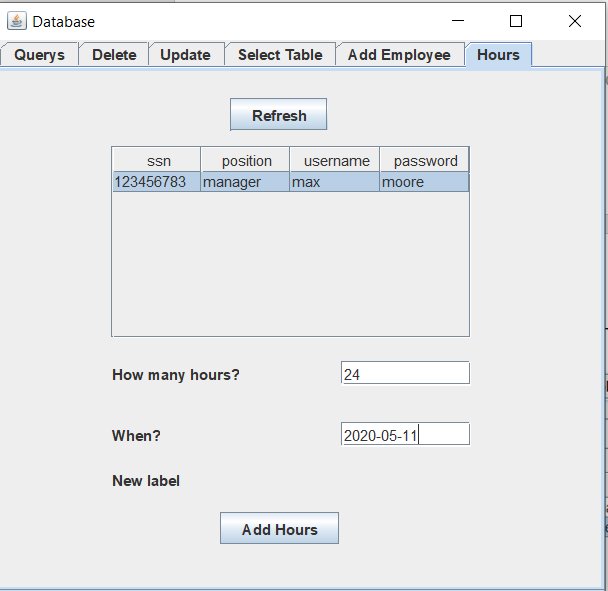 Database
Querys Delete Update Select Table Add Employee Hours
Refresh
ssn position username password
123456783 manager max moore
How many hours? 24
When? 2020-05-11
New label
Add Hours